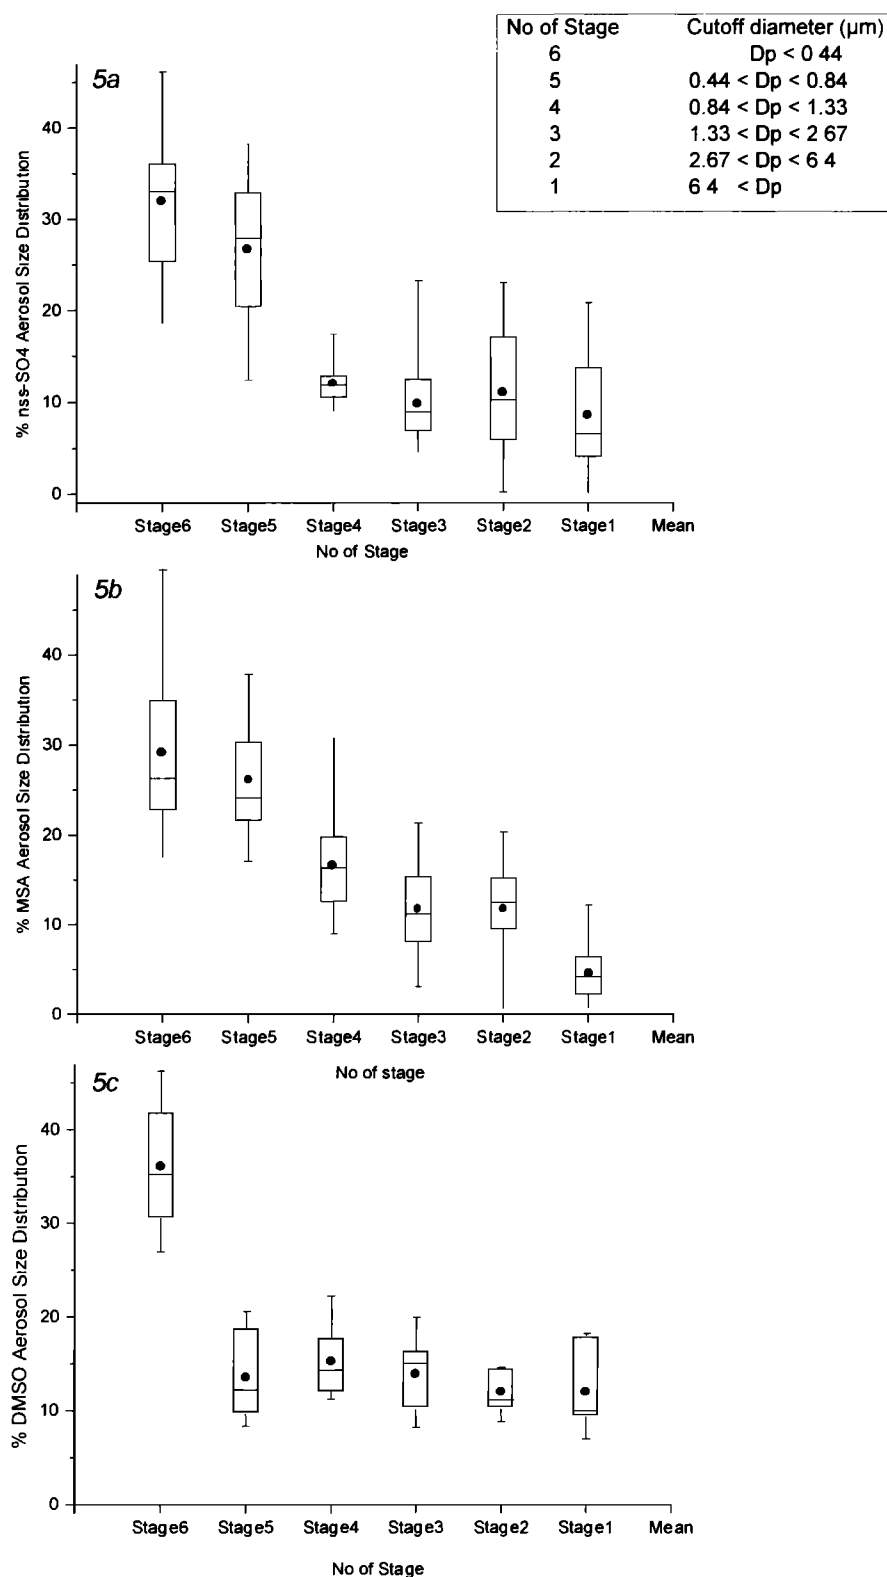 No of Stage Cutoff diameter (µm)
6 Dp < 0 44
5 0.44 < Dp < 0.84
4 0.84 < Dp < 1.33
3 1.33 < Dp < 2 67
2 2.67 < Dp < 6 4
1 6 4 < Dp
5a
% nss-SO4 Aerosol Size Distribution
40
30
20
10
0
Stage6 Stage5 Stage4 Stage3 Stage2 Stage1 Mean
No of Stage
5b
% MSA Aerosol Size Distribution
40
30
20
10
0
Stage6 Stage5 Stage4 Stage3 Stage2 Stage1 Mean
No of stage
5c
% DMSO Aerosol Size Distribution
40
30
20
10
0
Stage6 Stage5 Stage4 Stage3 Stage2 Stage1 Mean
No of Stage